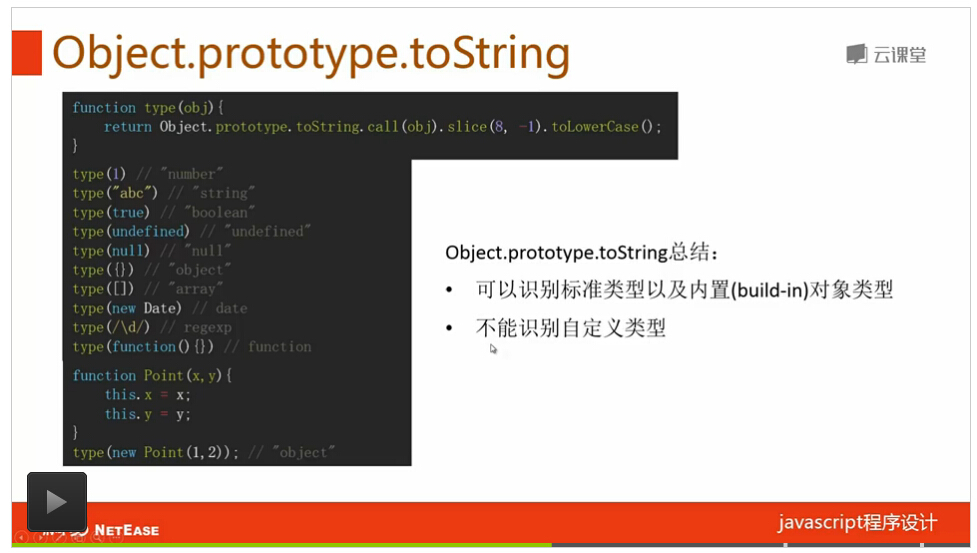 Object.prototype.toString
云课堂
function type(obj){
return Object.prototype.toString.call(obj).slice(8, -1).toLowerCase();
}
type(1) // "number"
type("abc") // "string"
type(true) // "boolean"
type(undefined) // "undefined"
type(null) // "null"
type({}) // "object"
type([]) // "array"
type(new Date) // date
type(/\d/) // regexp
type(function(){}) // function
function Point(x,y){
this.x = x;
this.y = y;
}
type(new Point(1,2)); // "object"
Object.prototype.toString总结：
• 可以识别标准类型以及内置(build-in)对象类型
• 不能识别自定义类型
NETEASE
javascript程序设计